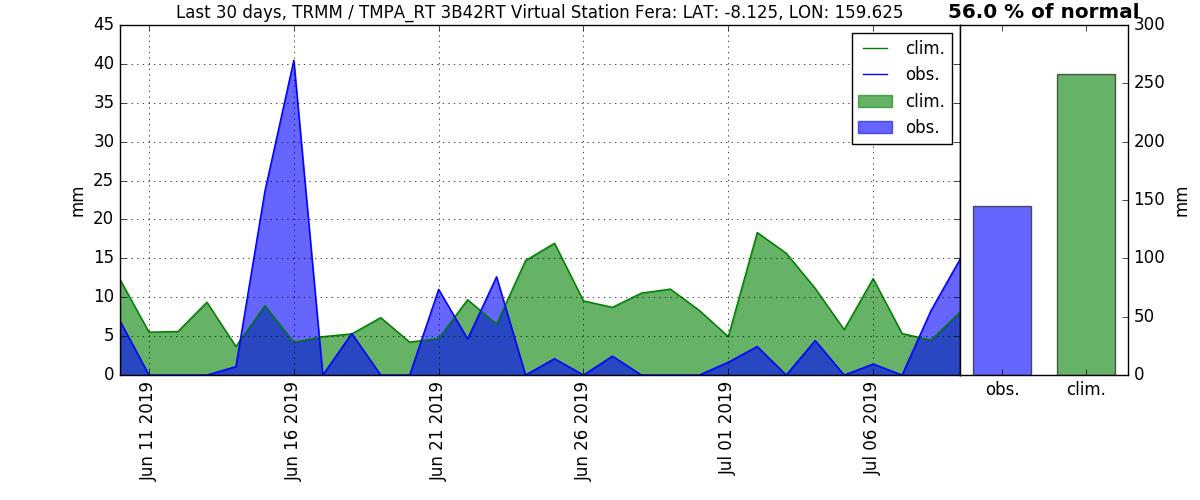 Last 30 days, TRMM / TMPA_RT 3B42RT Virtual Station Fera: LAT: -8.125, LON: 159.625
56.0 % of normal
45
40
35
30
25
20
15
10
5
0
mm
clim.
obs.
clim.
obs.
Jun 11 2019
Jun 16 2019
Jun 21 2019
Jun 26 2019
Jul 01 2019
Jul 06 2019
300
250
200
150
100
50
0
mm
obs.
clim.